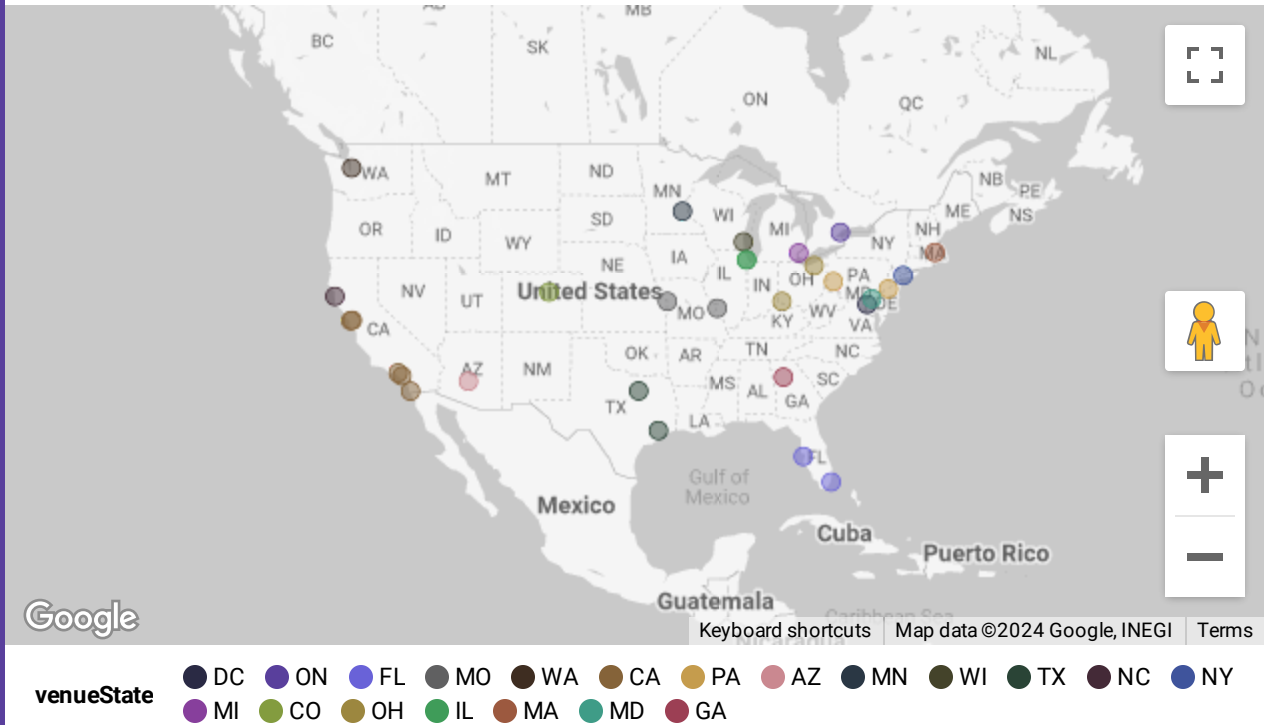 AB
MB
BC
SK
NL
ON
QC
WA
MT
ND
MN
NB
PE
OR
ID
SD
WI
ME
NS
WY
MI
NH
NY
MA
IA
NE
IL
OH
PA
IN
NV
UT
United States
MD
DE
MO
WV
KY
VA
CA
OK
AR
TN
NC
AZ
NM
MS
SC
AL
GA
TX
LA
FL
Gulf of
Mexico
Mexico
Cuba
Puerto Rico
Guatemala
Caribbean Sea
Nicaragua
Google
Keyboard shortcuts Map data ©2024 Google, INEGI Terms
venueState
DC ON FL MO WA CA PA AZ MN WI TX NC NY
MI CO OH IL MA MD GA